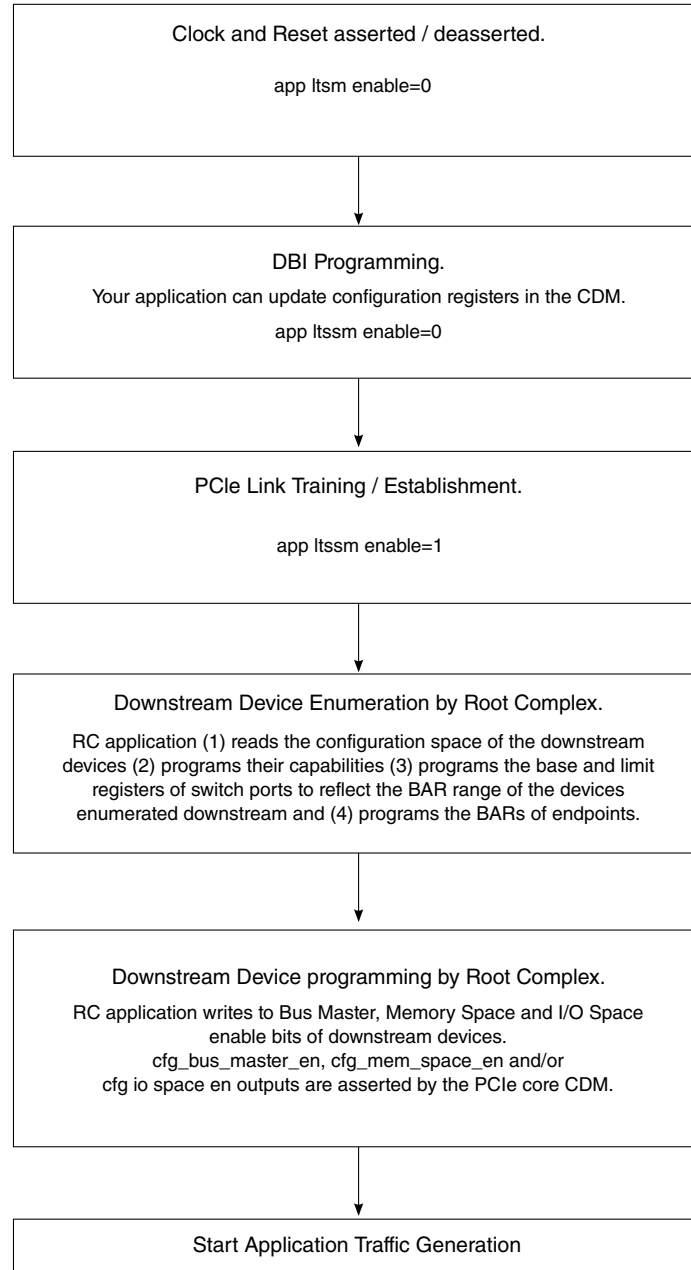 Clock and Reset asserted / deasserted.
app ltsm enable=0
DBI Programming.
Your application can update configuration registers in the CDM.
app ltssm enable=0
PCIe Link Training / Establishment.
app ltssm enable=1
Downstream Device Enumeration by Root Complex.
RC application (1) reads the configuration space of the downstream
devices (2) programs their capabilities (3) programs the base and limit
registers of switch ports to reflect the BAR range of the devices
enumerated downstream and (4) programs the BARs of endpoints.
Downstream Device programming by Root Complex.
RC application writes to Bus Master, Memory Space and I/O Space
enable bits of downstream devices.
cfg_bus_master_en, cfg_mem_space_en and/or
cfg io space en outputs are asserted by the PCIe core CDM.
Start Application Traffic Generation